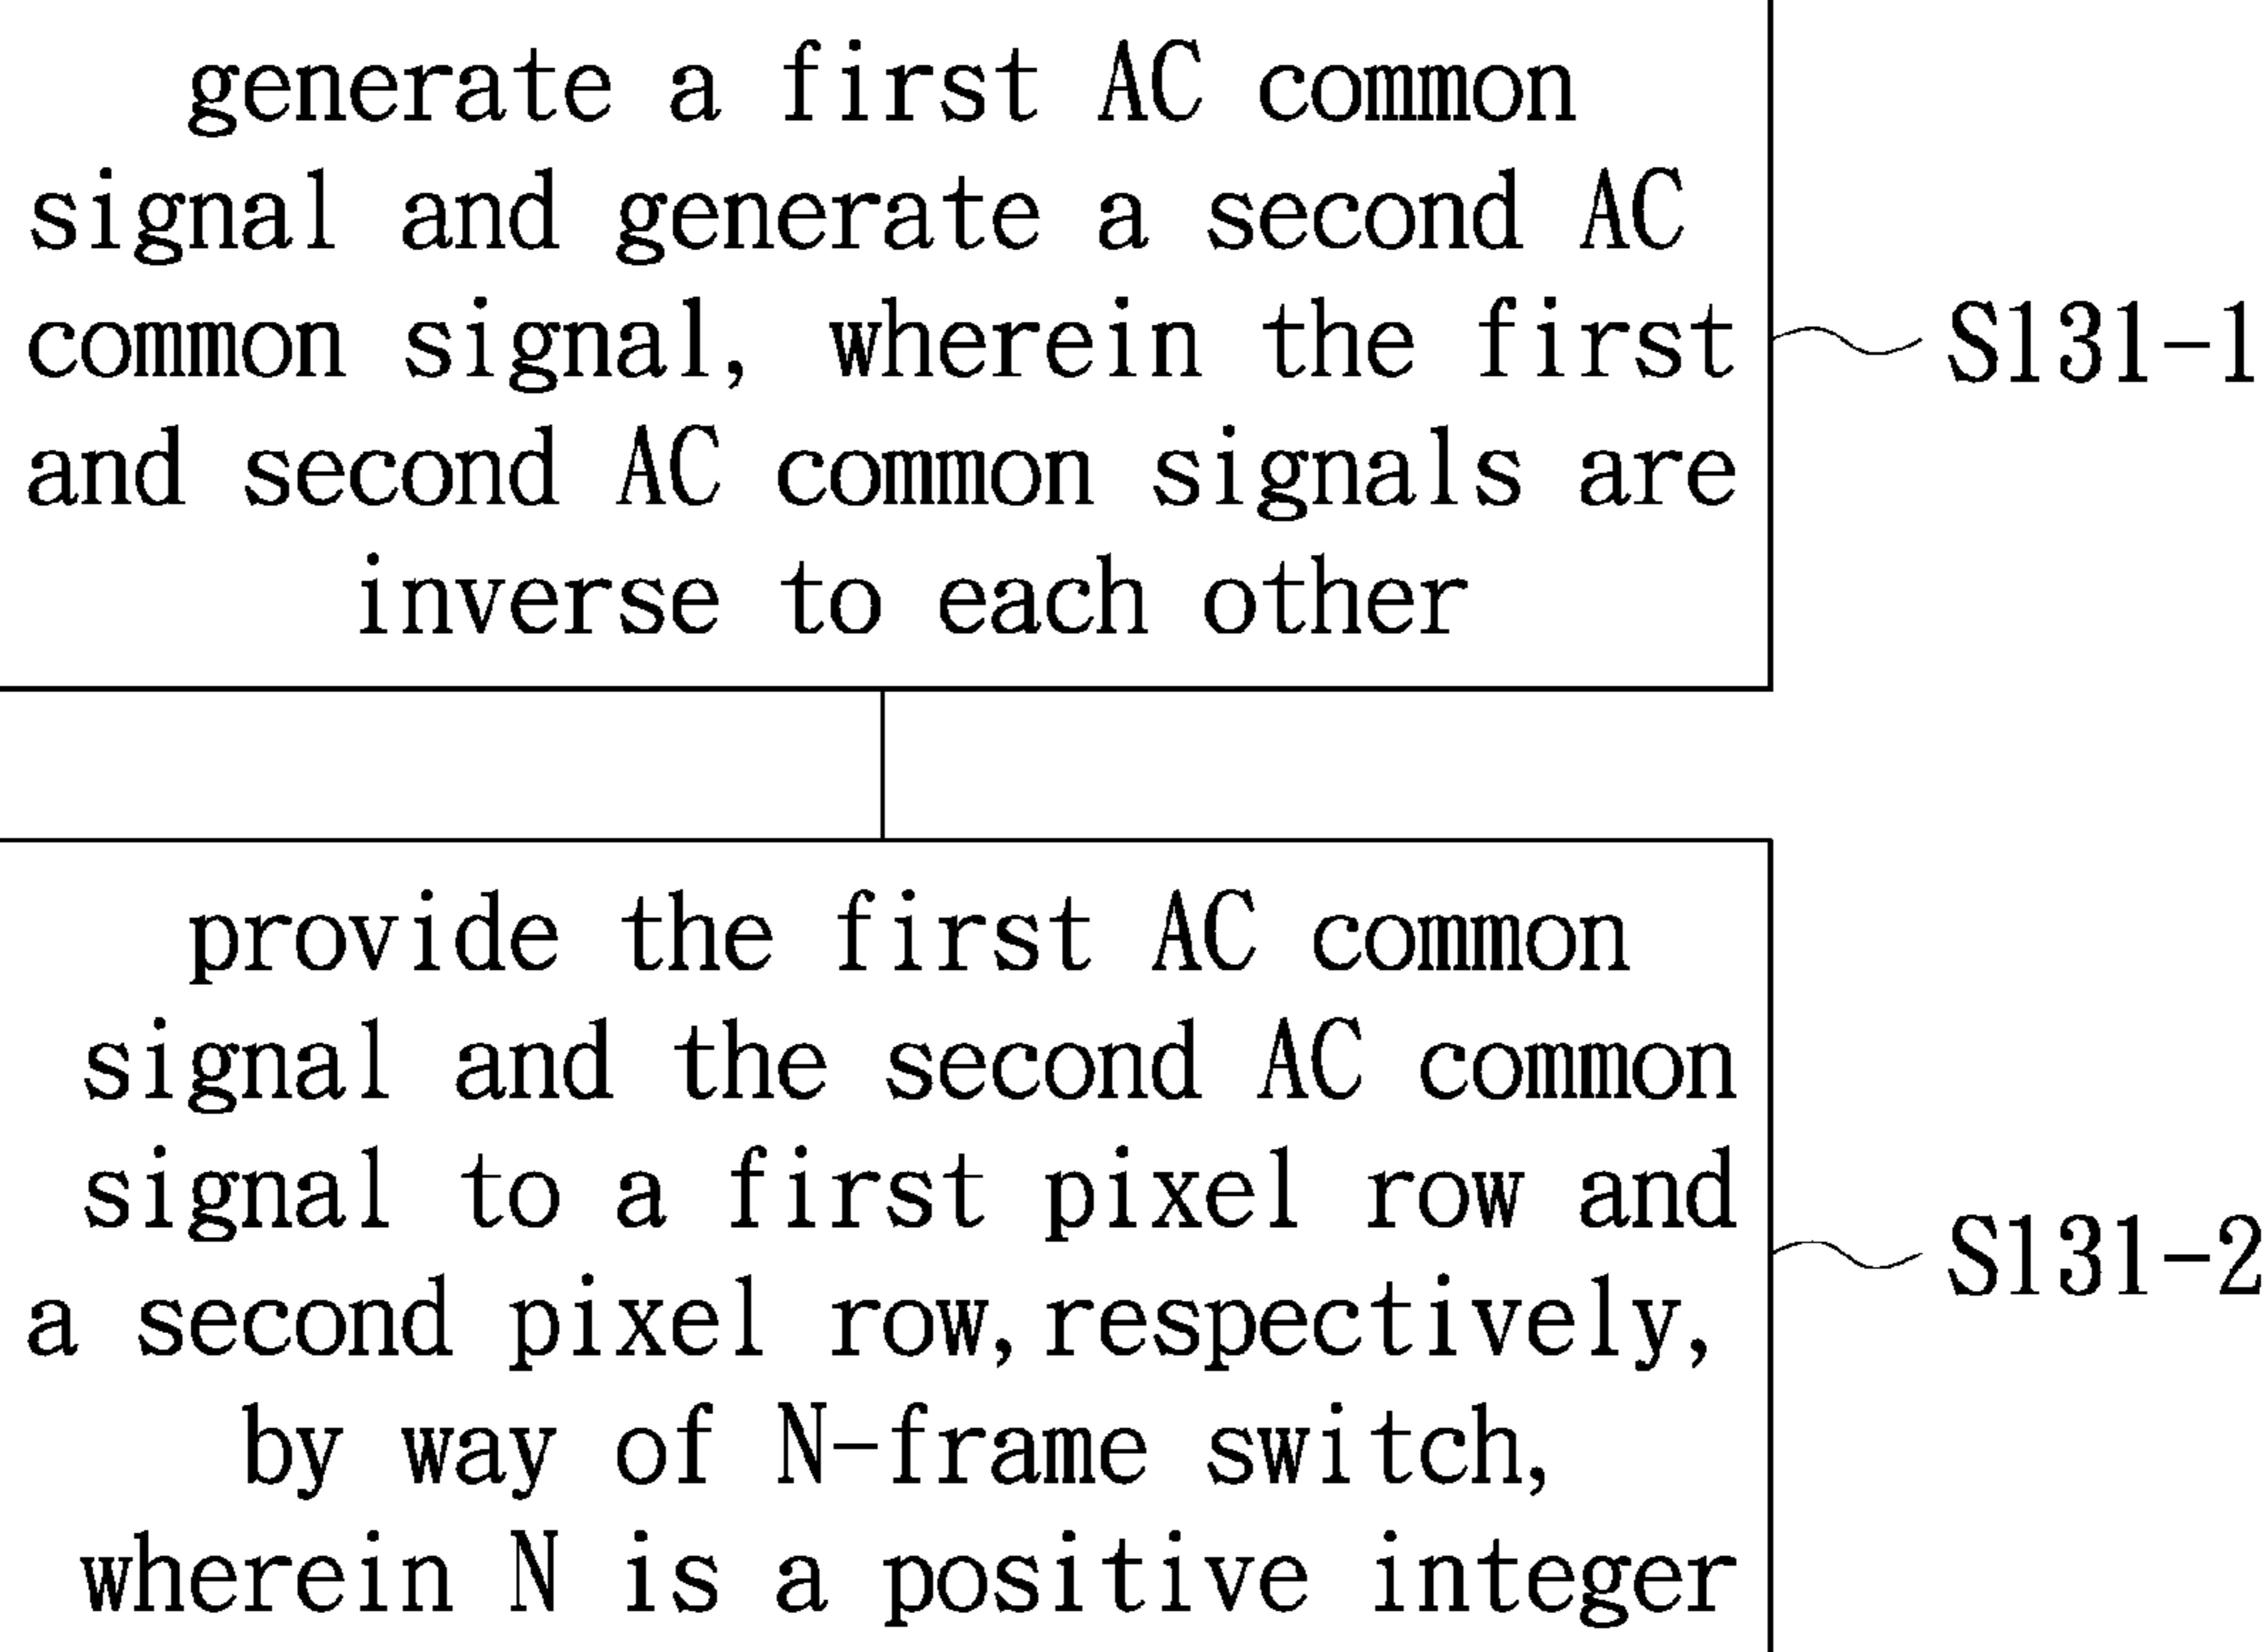 generate a first AC common
signal and generate a second AC
common signal, wherein the first
and second AC common signals are
inverse to each other
S131-1
provide the first AC common
signal and the second AC common
signal to a first pixel row and
a second pixel row, respectively,
by way of N-frame switch,
wherein N is a positive integer
S131-2